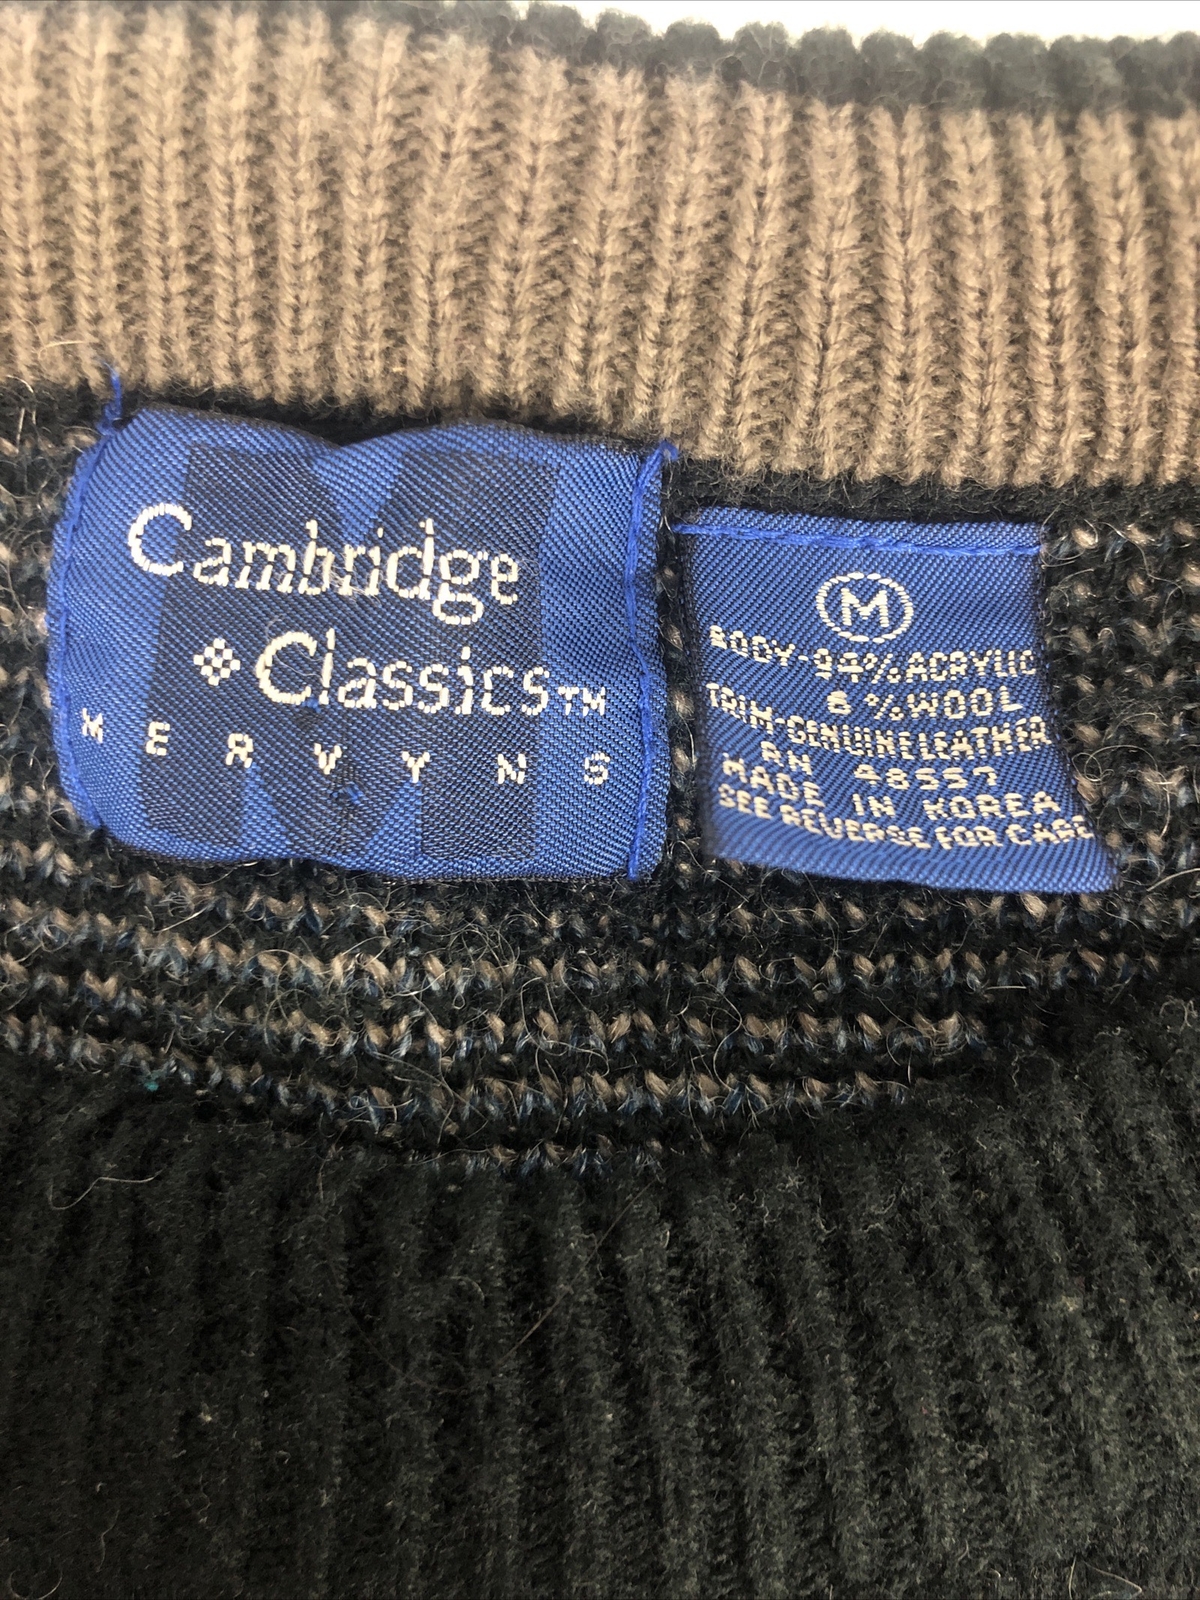 Cambridge
Classics™
MERVYNS
M
BODY-94%ACRYLIC
6%WOOL
TRIM-GENUINE LEATHER
RN 48557
MADE IN KOREA
SEE REVERSE FOR CARE